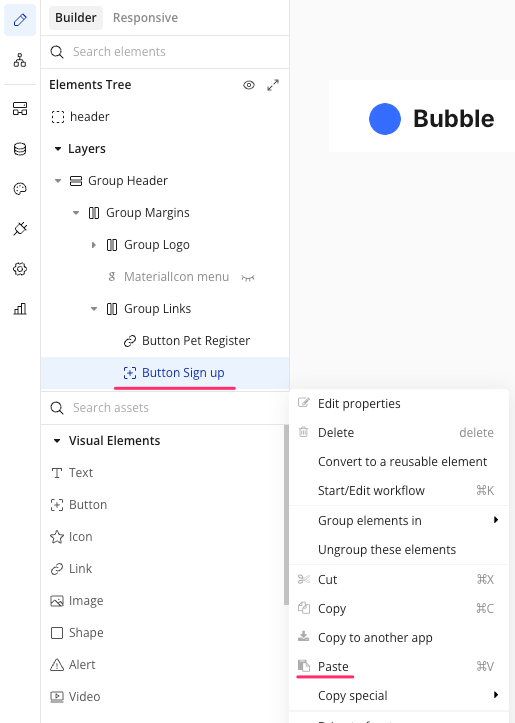 Builder
Responsive
Search elements
Elements Tree
header
Layers
Group Header
Group Margins
Group Logo
MaterialIcon menu
Group Links
Button Pet Register
Button Sign up
Search assets
Visual Elements
Text
Button
Icon
Link
Image
Shape
Alert
Video
Bubble
Edit properties
Delete delete
Convert to a reusable element
Start/Edit workflow ⌘K
Group elements in
Ungroup these elements
Cut ⌘X
Copy ⌘C
Copy to another app
Paste ⌘V
Copy special